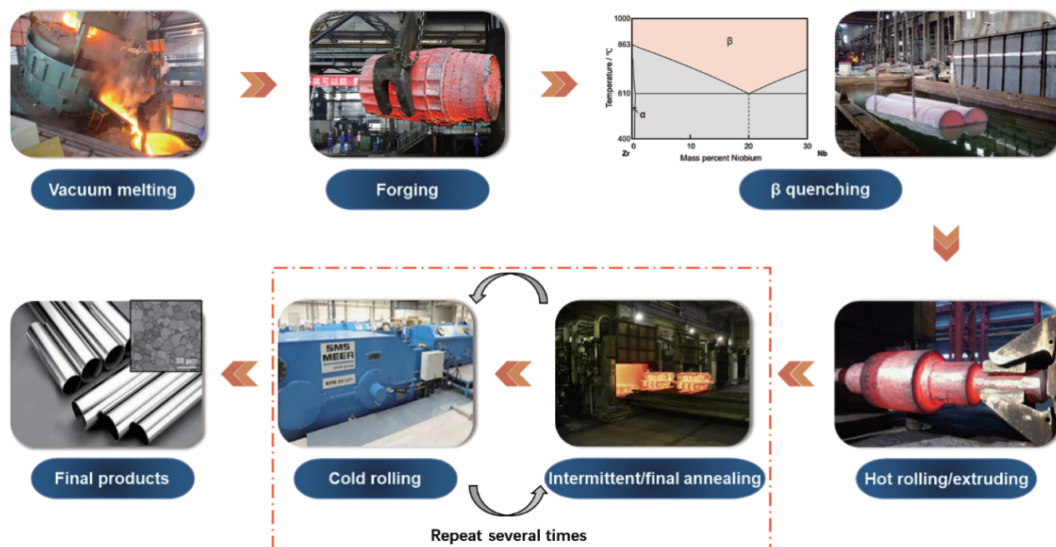 1000
863
610
400
Temperature / °C
β
α
Zr
0
10
20
30
Nb
Mass percent Niobium
Vacuum melting
Forging
β quenching
10 μm
SMS
MEER
Final products
Cold rolling
Intermittent/final annealing
Hot rolling/extruding
Repeat several times